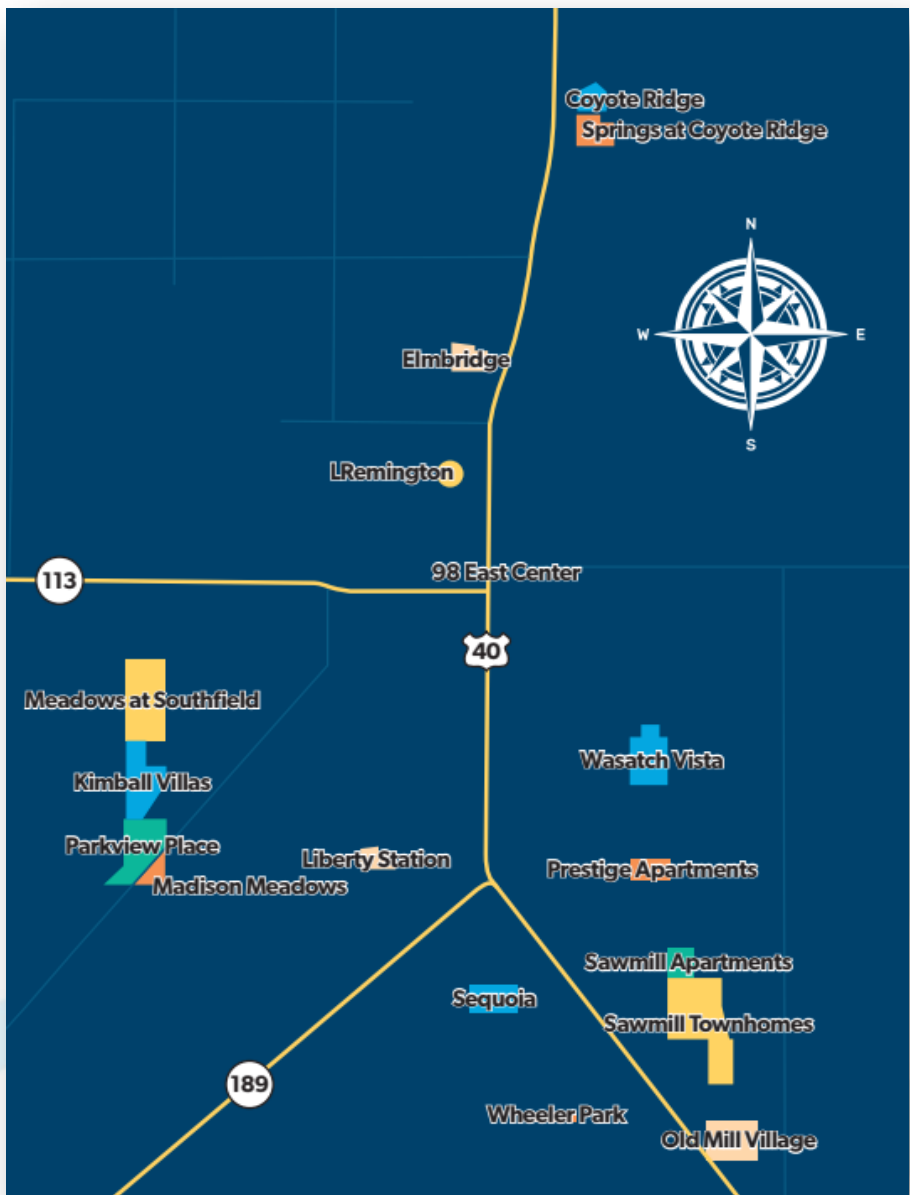 Coyote Ridge
Springs at Coyote Ridge
N
W
E
S
Elmbridge
LRemington
98 East Center
113
40
Meadows at Southfield
Wasatch Vista
Kimball Villas
Parkview Place
Liberty Station
Prestige Apartments
Madison Meadows
Sawmill Apartments
Sequoia
Sawmill Townhomes
189
Wheeler Park
Old Mill Village